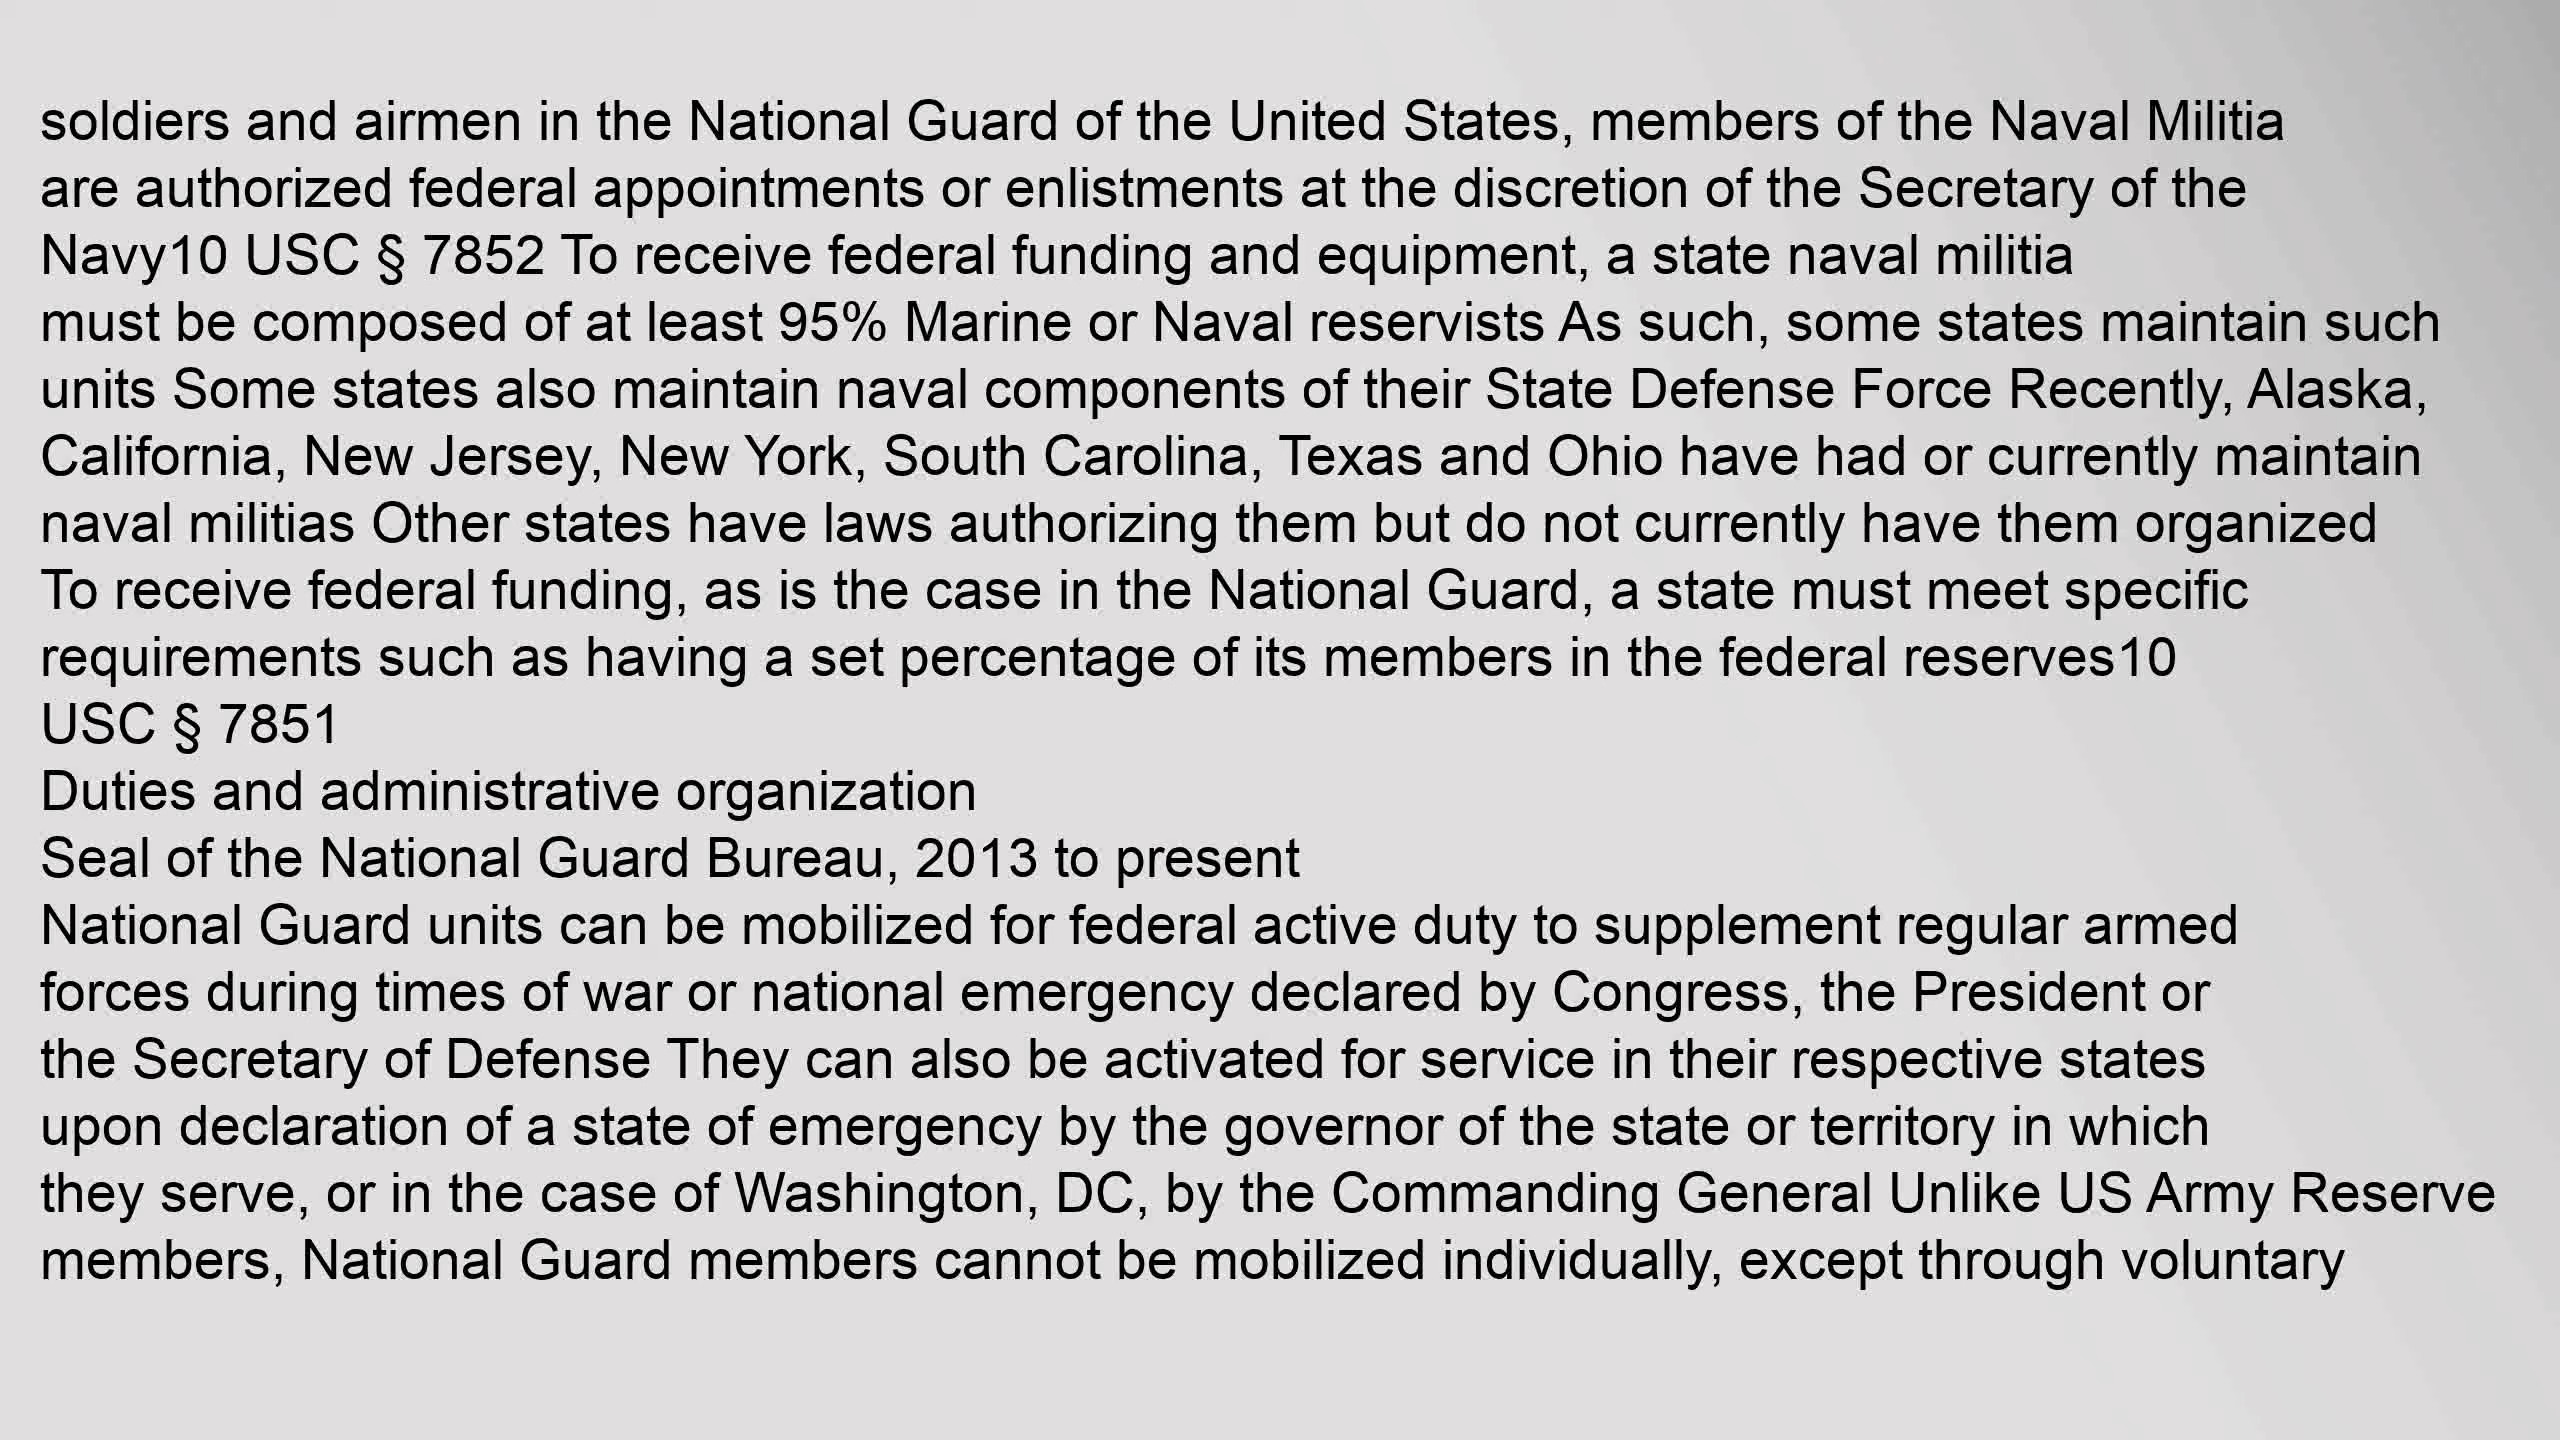 soldiers and airmen in the National Guard of the United States, members of the Naval Militia
are authorized federal appointments or enlistments at the discretion of the Secretary of the
Navy10 USC § 7852 To receive federal funding and equipment, a state naval militia
must be composed of at least 95% Marine or Naval reservists As such, some states maintain such
units Some states also maintain naval components of their State Defense Force Recently, Alaska,
California, New Jersey, New York, South Carolina, Texas and Ohio have had or currently maintain
naval militias Other states have laws authorizing them but do not currently have them organized
To receive federal funding, as is the case in the National Guard, a state must meet specific
requirements such as having a set percentage of its members in the federal reserves10
USC § 7851
Duties and administrative organization
Seal of the National Guard Bureau, 2013 to present
National Guard units can be mobilized for federal active duty to supplement regular armed
forces during times of war or national emergency declared by Congress, the President or
the Secretary of Defense They can also be activated for service in their respective states
upon declaration of a state of emergency by the governor of the state or territory in which
they serve, or in the case of Washington, DC, by the Commanding General Unlike US Army Reserve
members, National Guard members cannot be mobilized individually, except through voluntary